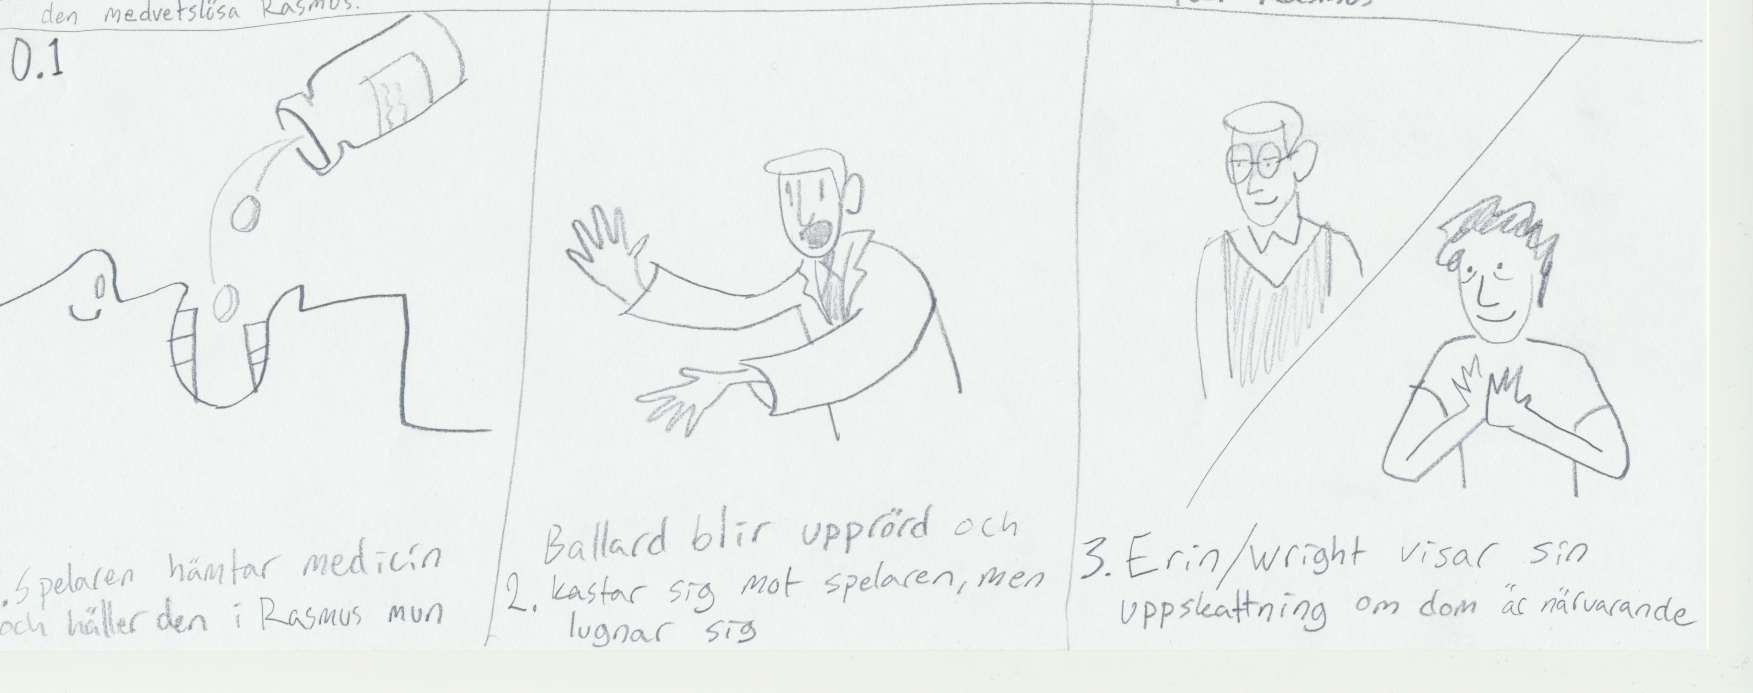 den medvetslösa Rasmus.
0.1
.Spelaren hämtar medicin
och häller den i Rasmus mun
Ballard blir upprörd och
2. kastar sig mot spelaren, men
lugnar sig
Rasmus
3. Erin/Wright visar sin
uppskattning om dom är närvarande